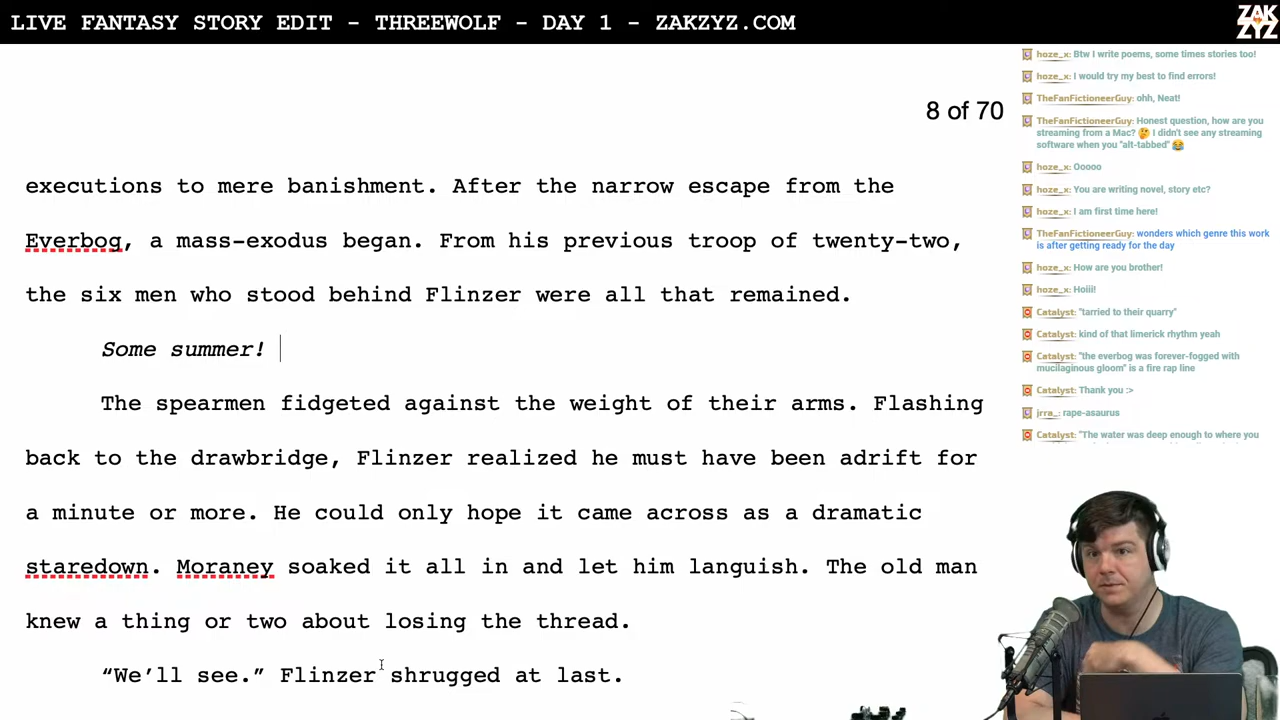 LIVE FANTASY STORY EDIT - THREEWOLF - DAY 1 - ZAKZYZ.COM
ZAK
ZYZ
8 of 70
executions to mere banishment. After the narrow escape from the
Everbog, a mass-exodus began. From his previous troop of twenty-two,
the six men who stood behind Flinzer were all that remained.
Some summer!
The spearmen fidgeted against the weight of their arms. Flashing
back to the drawbridge, Flinzer realized he must have been adrift for
a minute or more. He could only hope it came across as a dramatic
staredown. Moraney soaked it all in and let him languish. The old man
knew a thing or two about losing the thread.
“We’ll see.” Flinzer shrugged at last.
hoze_x: Btw I write poems, some times stories too!
hoze_x: I would try my best to find errors!
TheFanFictioneerGuy: ohh, Neat!
TheFanFictioneerGuy: Honest question, how are you
streaming from a Mac? 🤔 I didn't see any streaming
software when you "alt-tabbed" 😂
hoze_x: Ooooo
hoze_x: You are writing novel, story etc?
hoze_x: I am first time here!
TheFanFictioneerGuy: wonders which genre this work
is after getting ready for the day
hoze_x: How are you brother!
hoze_x: Hoiii!
Catalyst: "tarried to their quarry"
Catalyst: kind of that limerick rhythm yeah
Catalyst: "the everbog was forever-fogged with
mucilaginous gloom" is a fire rap line
Catalyst: Thank you :>
jrra_: rape-asaurus
Catalyst: "The water was deep enough to where you